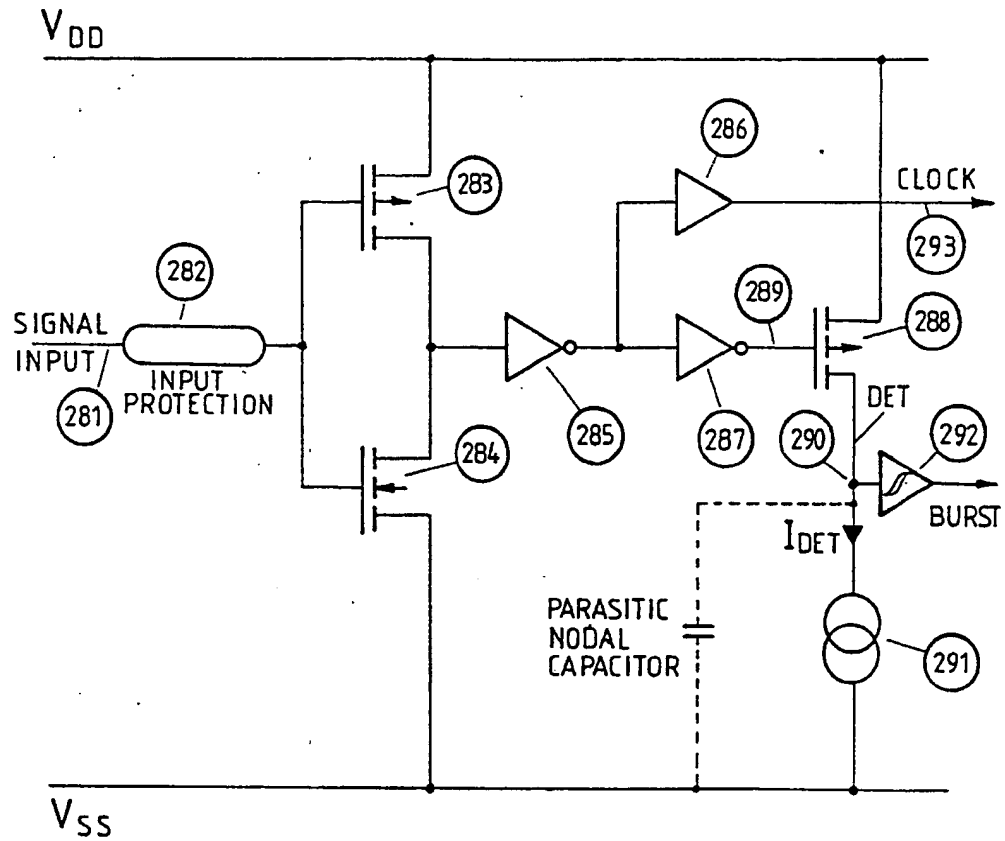 VDD
286
283
CLOCK
293
282
289
SIGNAL
INPUT
288
INPUT
PROTECTION
281
DET
290
292
284
285
287
BURST
IDET
PARASITIC
NODAL
CAPACITOR
291
VSS